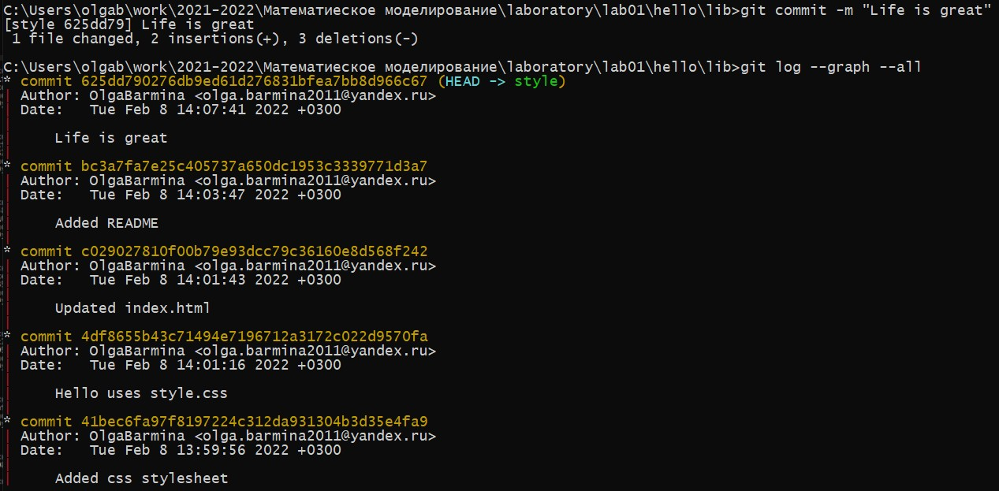 C:\Users\olgab\work\2021-2022\Математиеское моделирование\laboratory\lab01\hello\lib>git commit -m "Life is great"
[style 625dd79] Life is great
 1 file changed, 2 insertions(+), 3 deletions(-)
C:\Users\olgab\work\2021-2022\Математиеское моделирование\laboratory\lab01\hello\lib>git log --graph --all
* commit 625dd790276db9ed61d276831bfea7bb8d966c67 (HEAD -> style)
| Author: OlgaBarmina <olga.barmina2011@yandex.ru>
| Date:   Tue Feb 8 14:07:41 2022 +0300
|
|     Life is great
|
* commit bc3a7fa7e25c405737a650dc1953c3339771d3a7
| Author: OlgaBarmina <olga.barmina2011@yandex.ru>
| Date:   Tue Feb 8 14:03:47 2022 +0300
|
|     Added README
|
* commit c029027810f00b79e93dcc79c36160e8d568f242
| Author: OlgaBarmina <olga.barmina2011@yandex.ru>
| Date:   Tue Feb 8 14:01:43 2022 +0300
|
|     Updated index.html
|
* commit 4df8655b43c71494e7196712a3172c022d9570fa
| Author: OlgaBarmina <olga.barmina2011@yandex.ru>
| Date:   Tue Feb 8 14:01:16 2022 +0300
|
|     Hello uses style.css
|
* commit 41bec6fa97f8197224c312da931304b3d35e4fa9
| Author: OlgaBarmina <olga.barmina2011@yandex.ru>
| Date:   Tue Feb 8 13:59:56 2022 +0300
|
|     Added css stylesheet